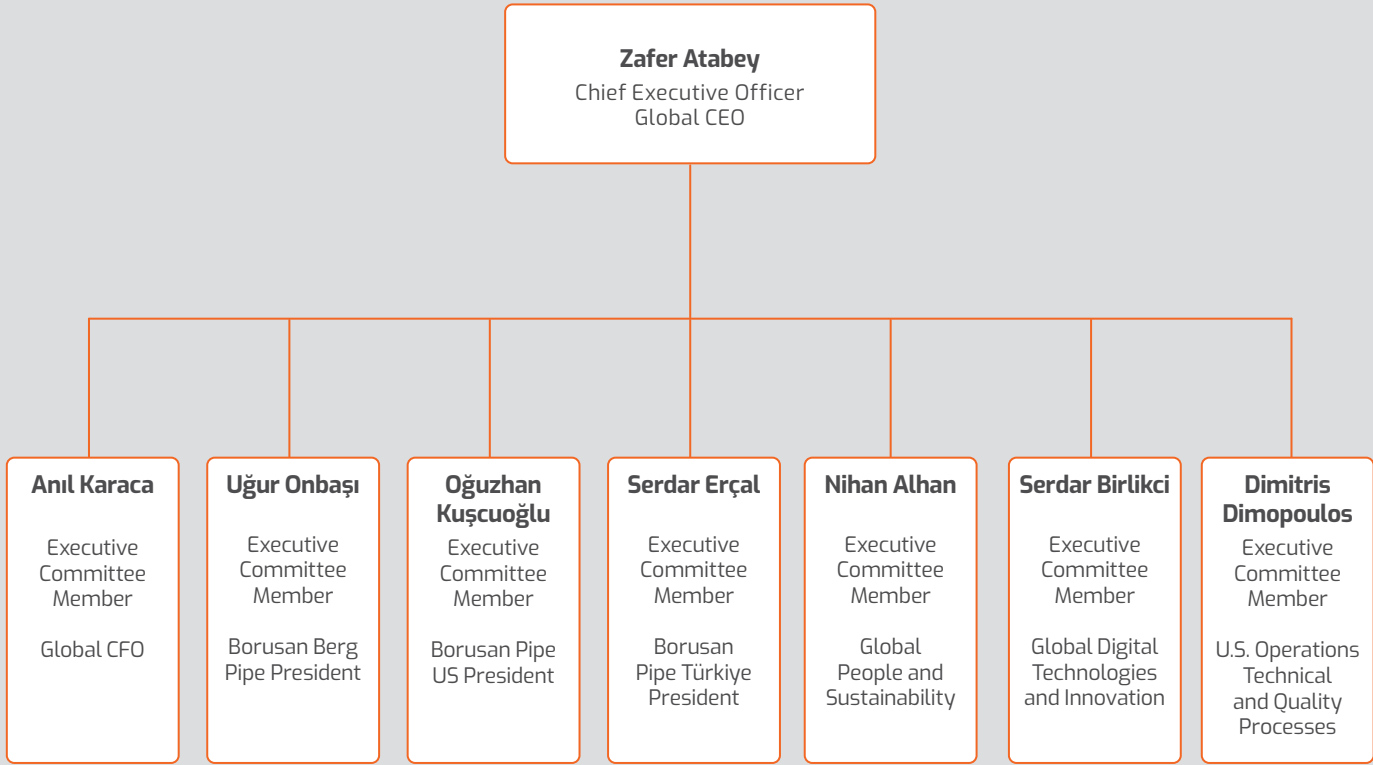 Zafer Atabey
Chief Executive Officer
Global CEO
Anıl Karaca
Executive
Committee
Member
Global CFO
Uğur Onbaşı
Executive
Committee
Member
Borusan Berg
Pipe President
Oğuzhan
Kuşcuoğlu
Executive
Committee
Member
Borusan Pipe
US President
Serdar Erçal
Executive
Committee
Member
Borusan
Pipe Türkiye
President
Nihan Alhan
Executive
Committee
Member
Global
People and
Sustainability
Serdar Birlikci
Executive
Committee
Member
Global Digital
Technologies
and Innovation
Dimitris
Dimopoulos
Executive
Committee
Member
U.S. Operations
Technical
and Quality
Processes